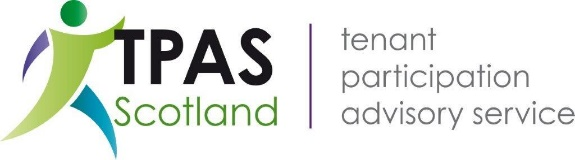 TPAS
Scotland
tenant
participation
advisory service